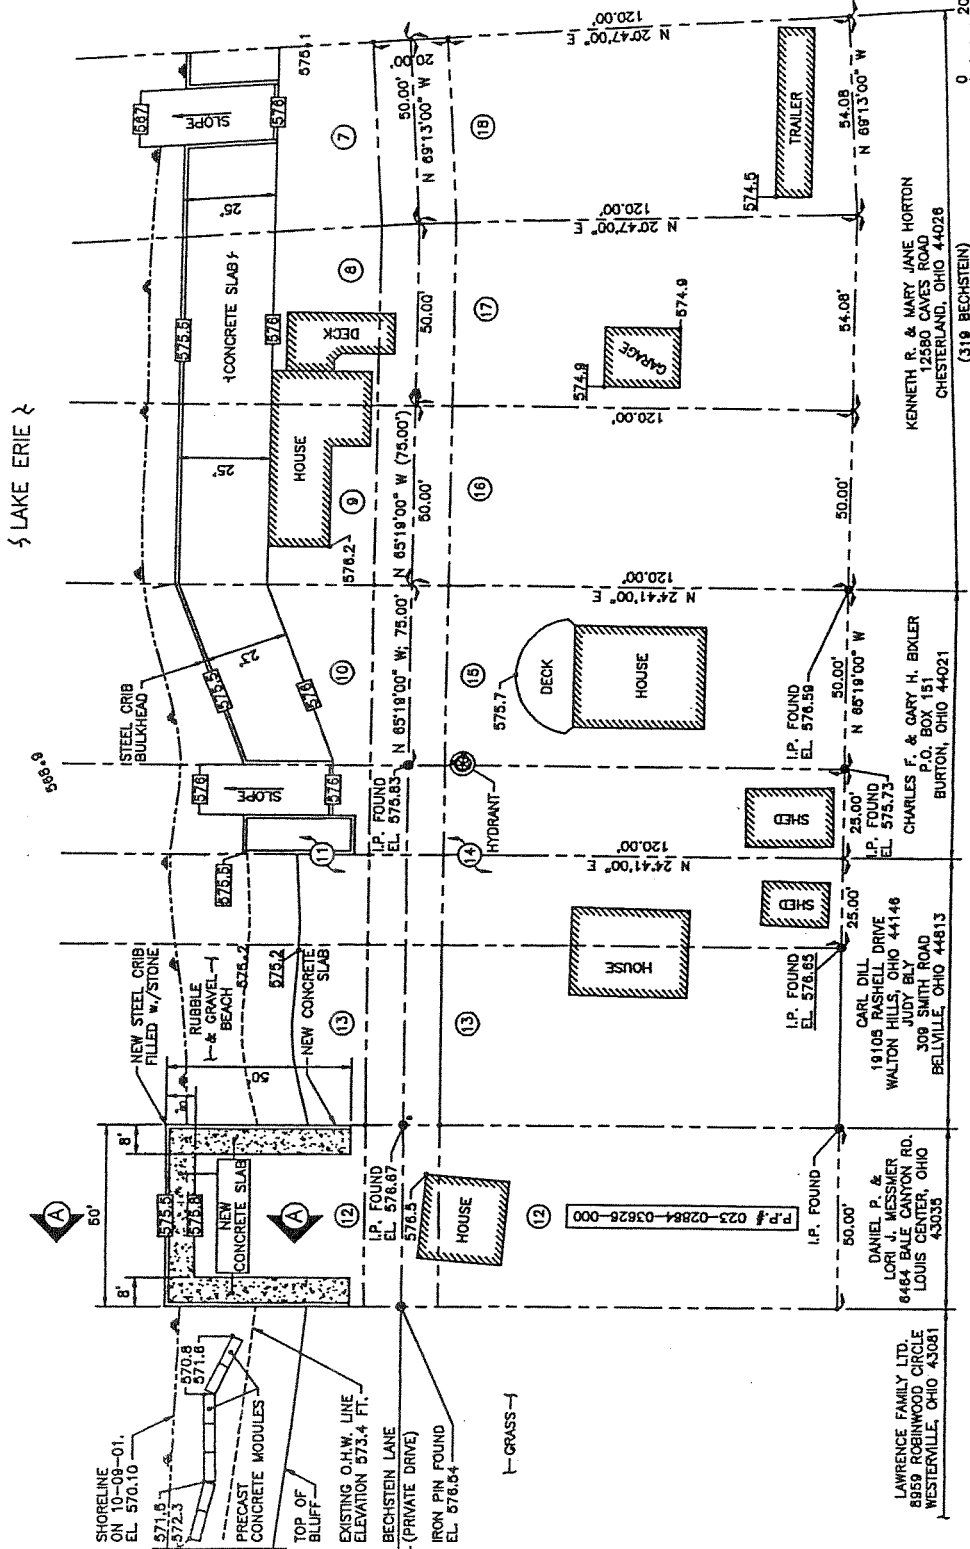 LAKE ERIE
568.9
STEEL CRIB
BULKHEAD
NEW STEEL CRIB
FILLED w./STONE
RUBBLE
& GRAVEL
BEACH
575.2
575.2
NEW CONCRETE
SLAB
SHORELINE
ON 10-09-01.
EL 570.10
571.5
572.3
570.8
571.6
PRECAST
CONCRETE MODULES
TOP OF
BLUFF
EXISTING O.H.W. LINE
ELEVATION 573.4 FT.
BECHSTEIN LANE
(PRIVATE DRIVE)
IRON PIN FOUND
EL 576.54
GRASS
A
50'
8'
8'
575.5
575.8
NEW
CONCRETE SLAB
A
50
12
I.P. FOUND
EL 576.67
576.5
HOUSE
12
P.P.# 023-02864-03626-000
I.P. FOUND
50.00'
13
13
HOUSE
I.P. FOUND
EL 576.65
25.00'
575.5
11
14
SHED
SHED
N 24°41'00" E
120.00'
576
SLOPE
576
I.P. FOUND
EL 575.83
HYDRANT
25.00'
I.P. FOUND
EL 575.73
575.5
23'
576
10
N 65°19'00" W; 75.00'
15
575.7
DECK
HOUSE
I.P. FOUND
EL 576.59
50.00'
N 65°19'00" W
N 24°41'00" E
120.00'
25'
HOUSE
DECK
9
576.2
N 65°19'00" W (75.00')
50.00'
16
120.00'
50.00'
575.5
CONCRETE SLAB
576
8
50.00'
17
GARAGE
574.9
574.9
54.08'
25'
N 20°47'00" E
120.00'
567
SLOPE
576
575.1
7
20.00'
50.00'
N 69°13'00" W
18
TRAILER
574.5
54.08
N 69°13'00" W
120.00'
N 20°47'00" E
LAWRENCE FAMILY LTD.
8959 ROBINWOOD CIRCLE
WESTERVILLE, OHIO 43081
DANIEL P. &
LORI J. MESSMER
6464 BALE CANYON RD.
LOUIS CENTER, OHIO
43035
CARL DILL
19105 RASHELL DRIVE
WALTON HILLS, OHIO 44146
JUDY BLY
309 SMITH ROAD
BELLVILLE, OHIO 44813
CHARLES F. & GARY H. BIXLER
P.O. BOX 151
BURTON, OHIO 44021
KENNETH R. & MARY JANE HORTON
12580 CAVES ROAD
CHESTERLAND, OHIO 44026
(319 BECHSTEIN)
0
20